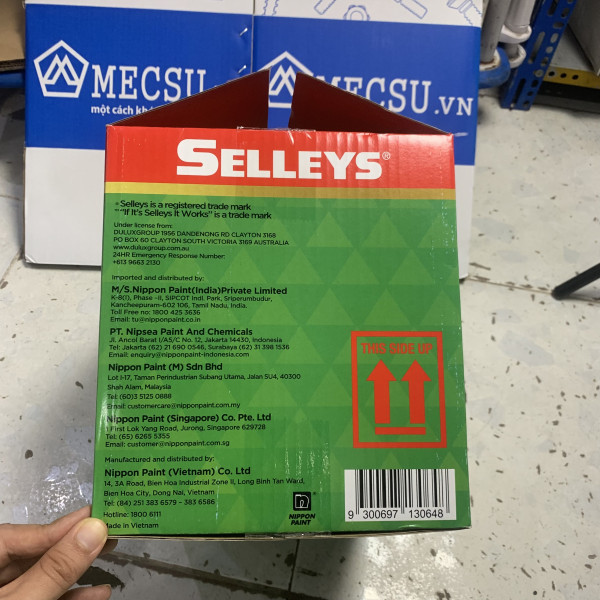 MECSU
một cách
MECSU.VN
SELLEYS®
* Selleys is a registered trade mark
** "If It's Selleys It Works" is a trade mark
Under license from:
DULUXGROUP 1956 DANDENONG RD CLAYTON 3168
PO BOX 60 CLAYTON SOUTH VICTORIA 3169 AUSTRALIA
www.duluxgroup.com.au
24HR Emergency Response Number:
+613 9663 2130
Imported and distributed by:
M/S.Nippon Paint(India)Private Limited
K-8(I), Phase -II, SIPCOT Indl. Park, Sriperumbudur,
Kancheepuram-602 106, Tamil Nadu, India.
Toll Free no: 1800 425 3636
Email: tu@nipponpaint.co.in
PT. Nipsea Paint And Chemicals
Jl. Ancol Barat I/A5/C No. 12, Jakarta 14430, Indonesia
Tel: Jakarta (62) 21 690 0546, Surabaya (62) 31 398 1536
Email: enquiry@nipponpaint-indonesia.com
Nippon Paint (M) Sdn Bhd
Lot I-17, Taman Perindustrian Subang Utama, Jalan SU4, 40300
Shah Alam, Malaysia
Tel: (60)3 5125 0888
Email: customercare@nipponpaint.com.my
Nippon Paint (Singapore) Co. Pte. Ltd
1 First Lok Yang Road, Jurong, Singapore 629728
Tel: (65) 6265 5355
Email: customer@nipponpaint.com.sg
Manufactured and distributed by:
Nippon Paint (Vietnam) Co. Ltd
14, 3A Road, Bien Hoa Industrial Zone II, Long Binh Tan Ward,
Bien Hoa City, Dong Nai, Vietnam
Tel: (84) 251 383 6579 – 383 6586
Hotline: 1800 6111
Made in Vietnam
NIPPON
PAINT
THIS SIDE UP
9 300697 130648